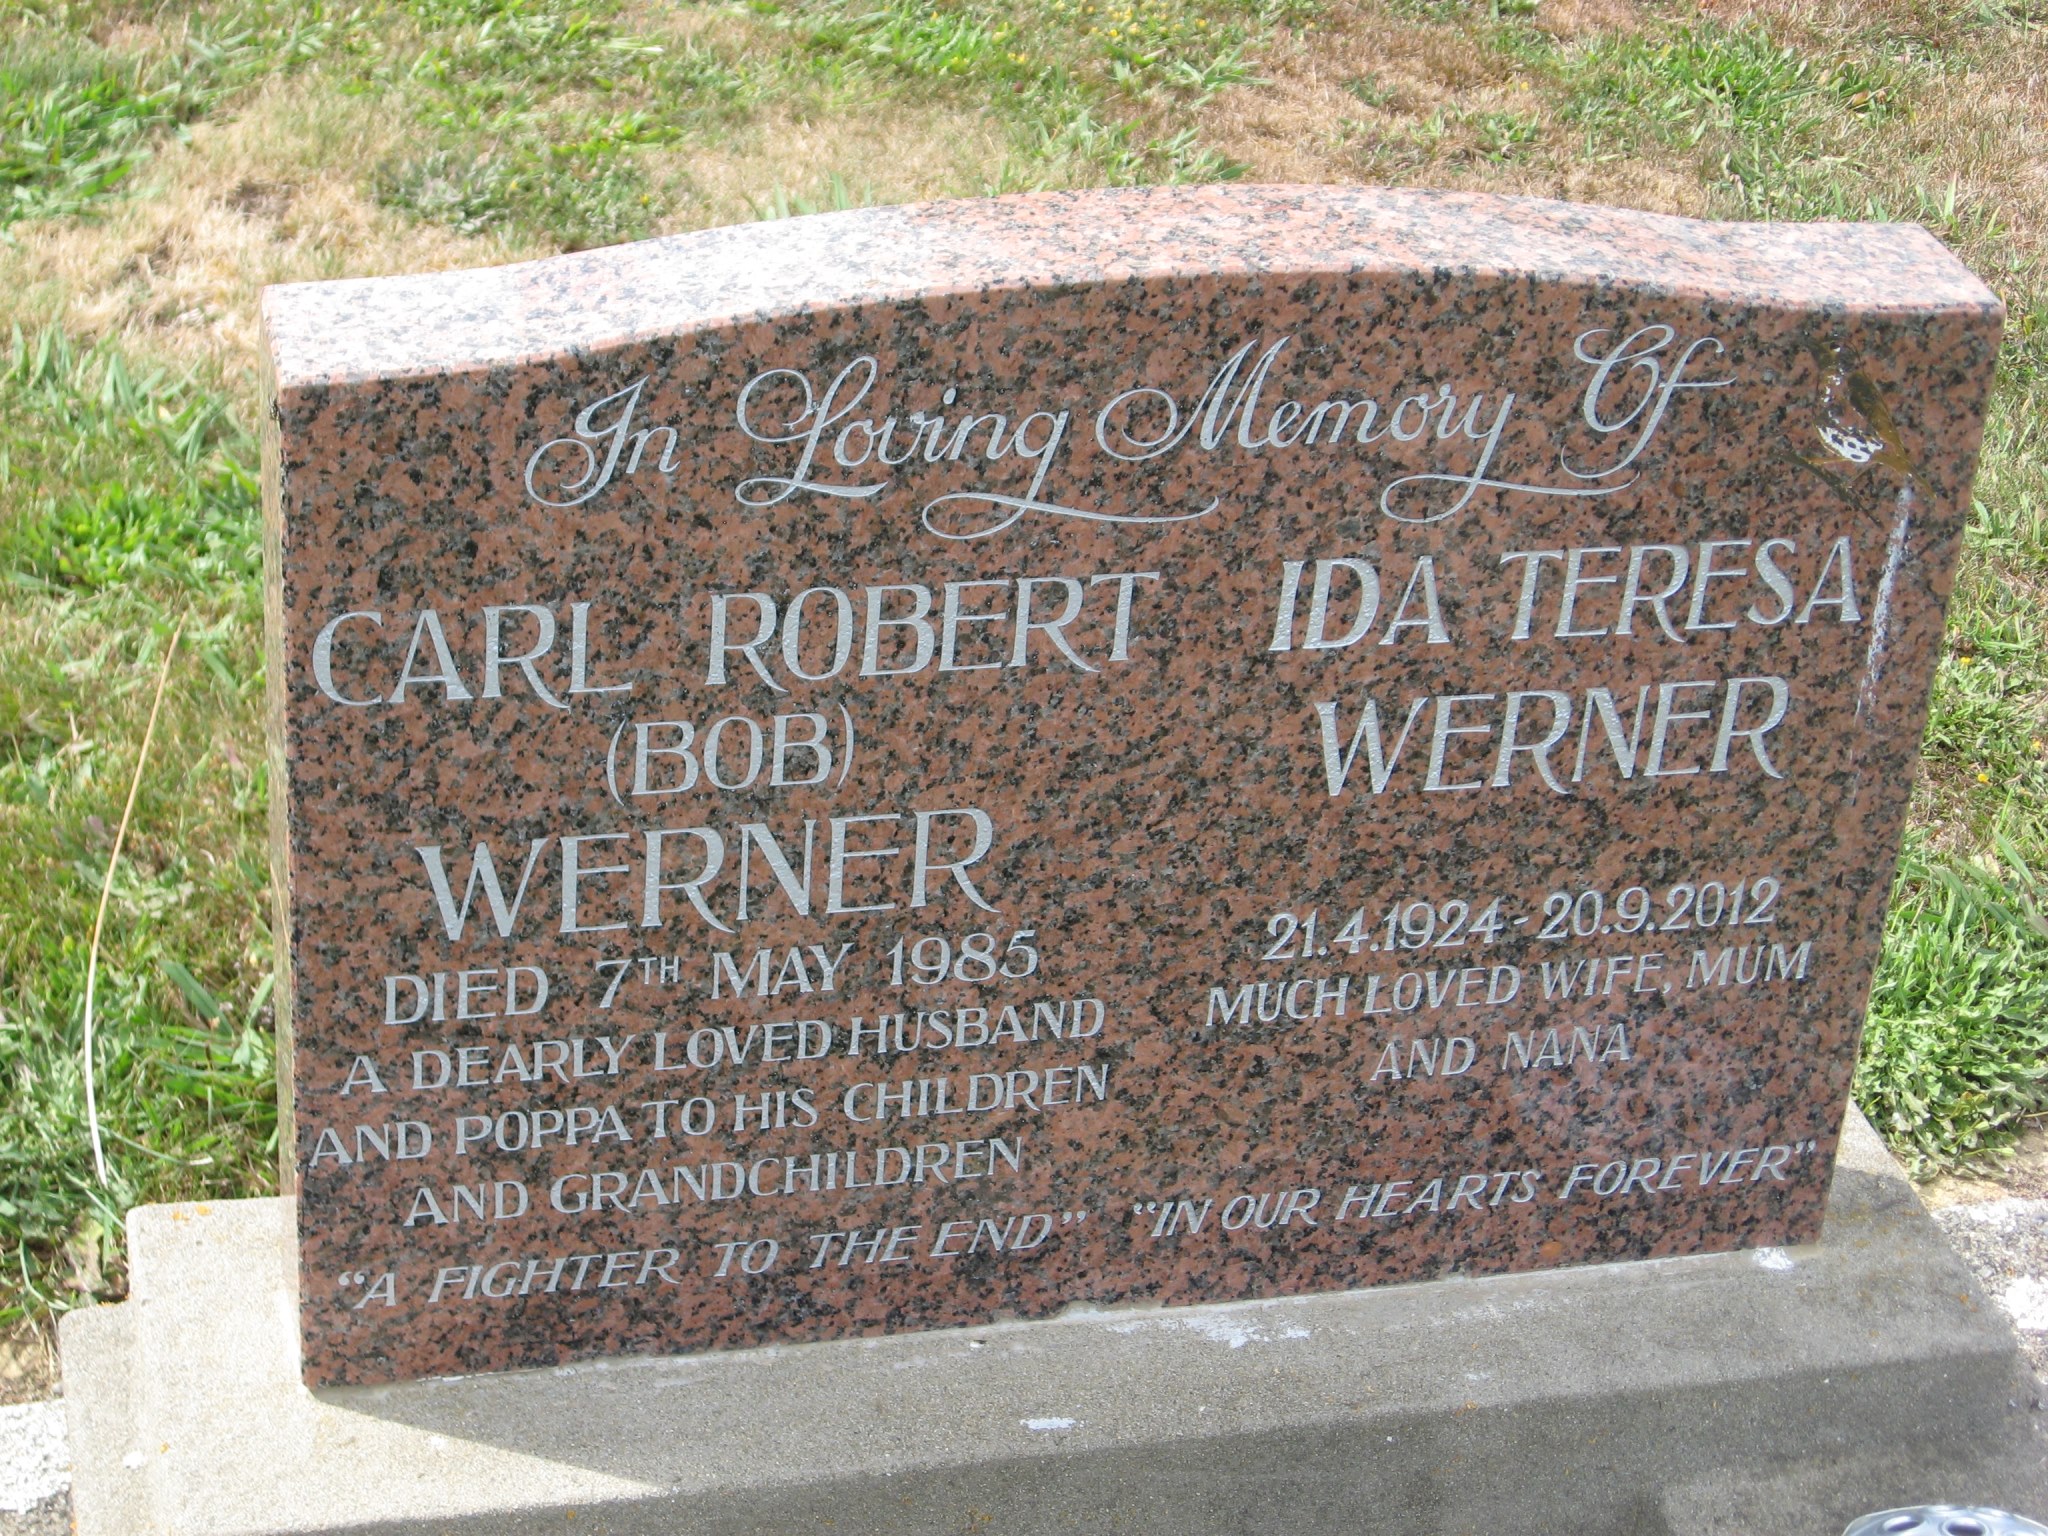 In Loving Memory Of
CARL ROBERT
(BOB)
WERNER
DIED 7TH MAY 1985
A DEARLY LOVED HUSBAND
AND POPPA TO HIS CHILDREN
AND GRANDCHILDREN
"A FIGHTER TO THE END"
IDA TERESA
WERNER
21.4.1924 - 20.9.2012
MUCH LOVED WIFE, MUM
AND NANA
"IN OUR HEARTS FOREVER"